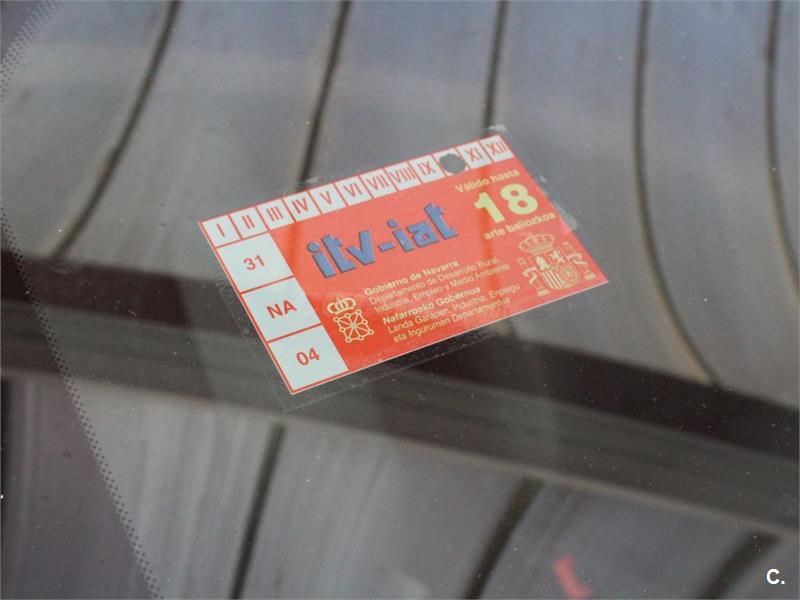 I II III IV V VI VII VIII IX XI XII
31
NA
04
itv-iat
Válido hasta
18
arte baliozkoa
Gobierno de Navarra
Departamento de Desarrollo Rural,
Industria, Empleo y Medio Ambiente
Nafarroako Gobernua
Landa Garapen, Industria, Enplegu
eta Ingurumen Departamentua
C.